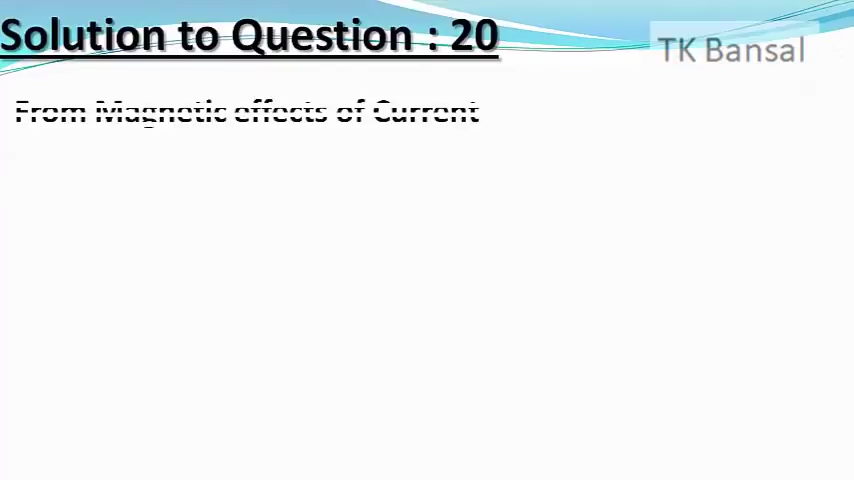 Solution to Question : 20
TK Bansal
From Magnetic effects of Current